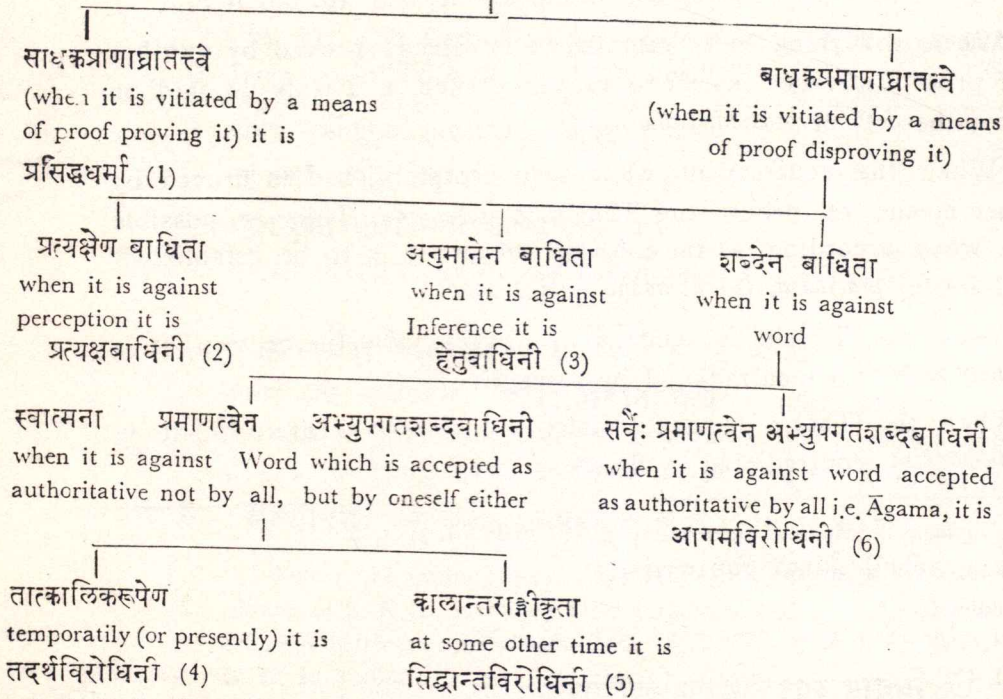 साधकप्राणाघ्रातत्त्वे
(when it is vitiated by a means
of proof proving it) it is
प्रसिद्धधर्मा (1)
बाधकप्रमाणाघ्रातत्वे
(when it is vitiated by a means
of proof disproving it)
प्रत्यक्षेण बाधिता
when it is against
perception it is
प्रत्यक्षबाधिनी (2)
अनुमानेन बाधिता
when it is against
Inference it is
हेतुबाधिनी (3)
शब्देन बाधिता
when it is against
word
स्वात्मना प्रमाणत्वेन अभ्युपगतशब्दबाधिनी
when it is against Word which is accepted as
authoritative not by all, but by oneself either
सर्वैः प्रमाणत्वेन अभ्युपगतशब्दबाधिनी
when it is against word accepted
as authoritative by all i.e. Āgama, it is
आगमविरोधिनी (6)
तात्कालिकरूपेण
temporatily (or presently) it is
तदर्थविरोधिनी (4)
कालान्तराङ्गीकृता
at some other time it is
सिद्धान्तविरोधिनी (5)